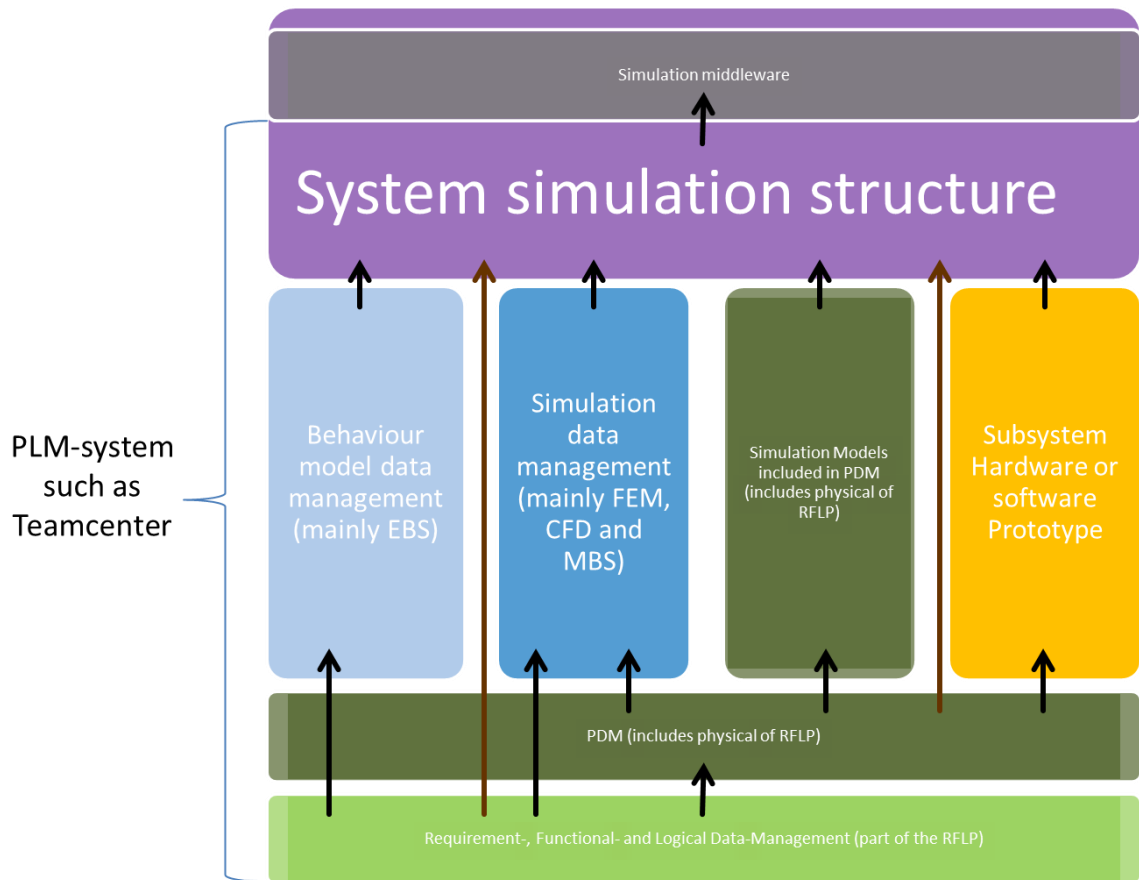 Simulation middleware
System simulation structure
PLM-system
such as
Teamcenter
Behaviour
model data
management
(mainly EBS)
Simulation
data
management
(mainly FEM,
CFD and
MBS)
Simulation Models
included in PDM
(includes physical of
RFLP)
Subsystem
Hardware or
software
Prototype
PDM (includes physical of RFLP)
Requirement-, Functional- and Logical Data-Management (part of the RFLP)